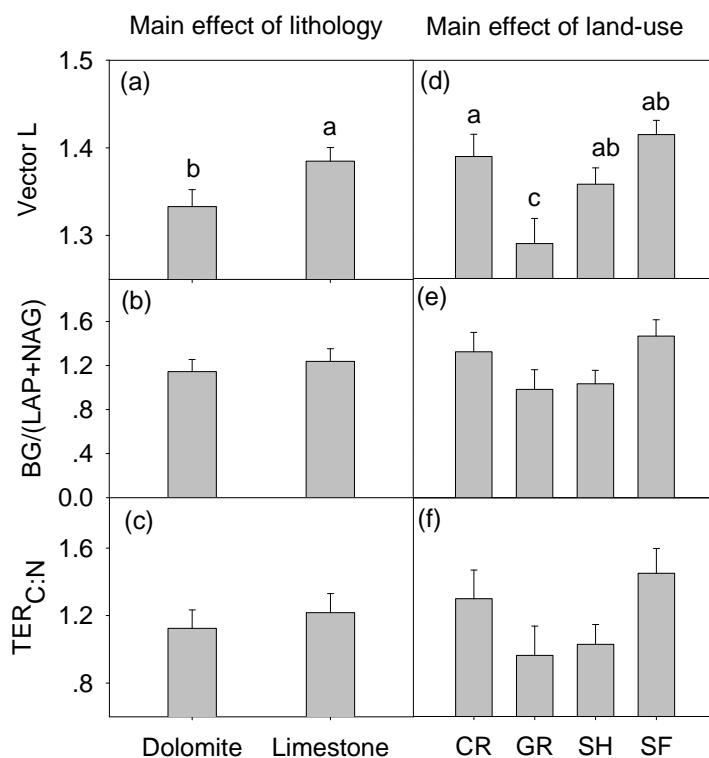 Main effect of lithology
Main effect of land-use
1.5
(a)
(d)
a
ab
1.4
a
ab
b
Vector L
c
1.3
(b)
(e)
1.6
1.2
.8
.4
0.0
BG/(LAP+NAG)
(c)
(f)
1.6
1.2
.8
TERC:N
Dolomite
Limestone
CR
GR
SH
SF